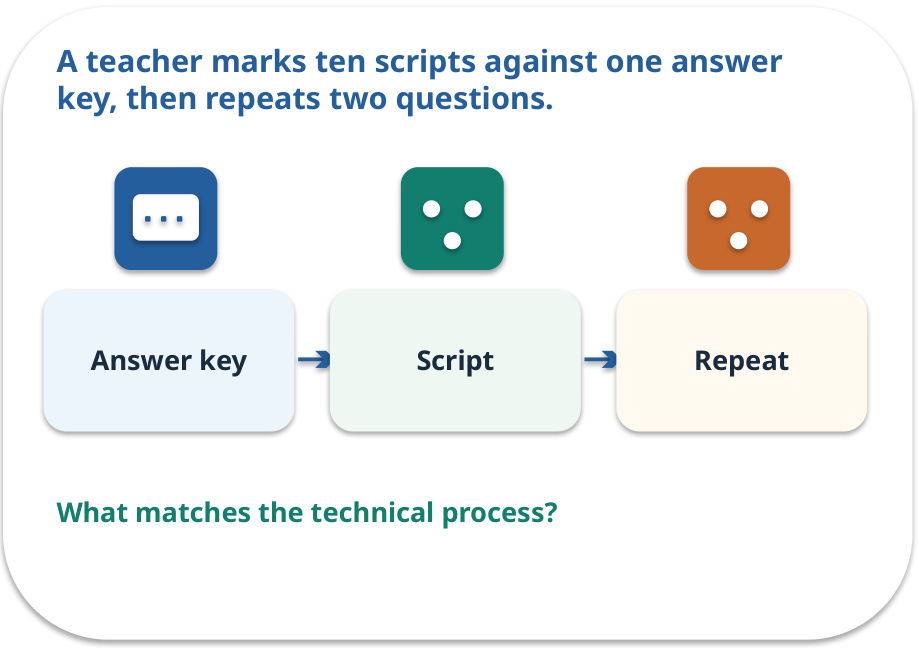 A teacher marks ten scripts against one answer
key, then repeats two questions.
Answer key
Script
Repeat
What matches the technical process?